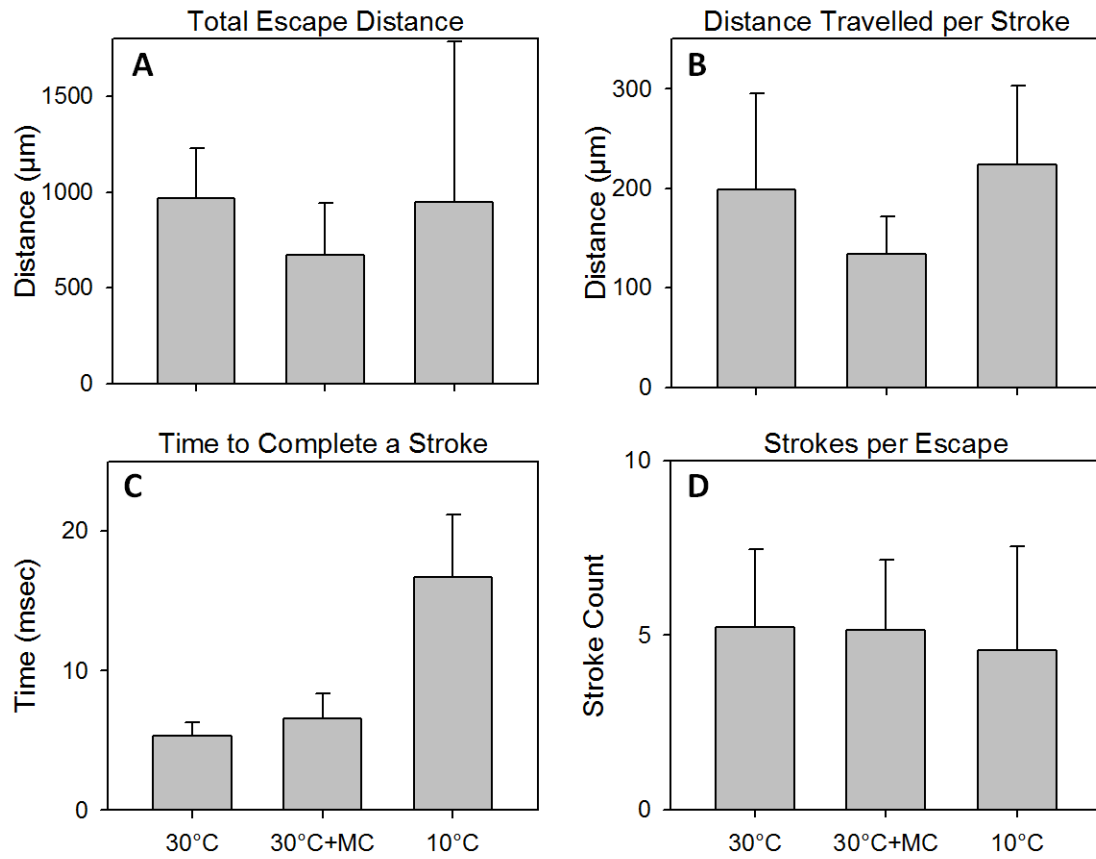 Total Escape Distance
A
Distance (µm)
1500
1000
500
0
Distance Travelled per Stroke
B
Distance (µm)
300
200
100
0
Time to Complete a Stroke
C
Time (msec)
20
10
0
30°C 30°C+MC 10°C
Strokes per Escape
D
Stroke Count
10
5
0
30°C 30°C+MC 10°C